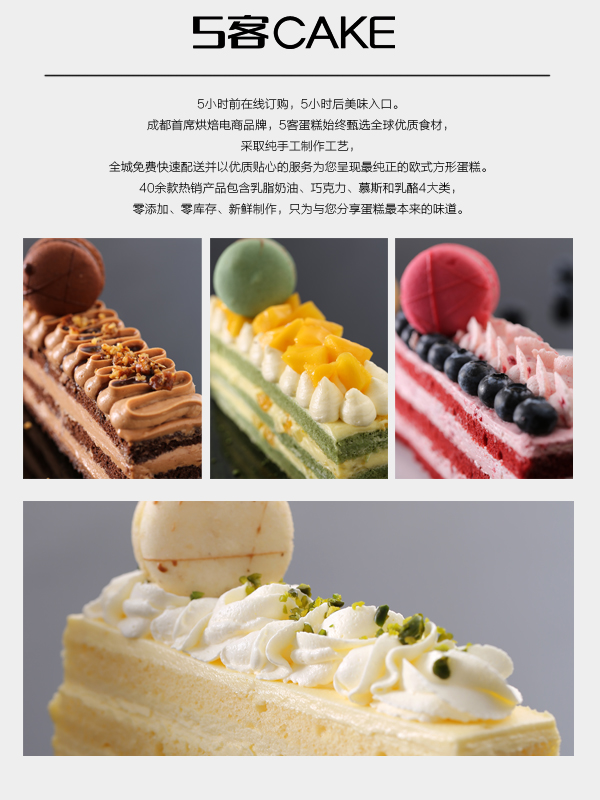 5客CAKE
5小时前在线订购，5小时后美味入口。
成都首席烘焙电商品牌，5客蛋糕始终甄选全球优质食材，
采取纯手工制作工艺，
全城免费快速配送并以优质贴心的服务为您呈现最纯正的欧式方形蛋糕。
40余款热销产品包含乳脂奶油、巧克力、慕斯和乳酪4大类，
零添加、零库存、新鲜制作，只为与您分享蛋糕最本来的味道。